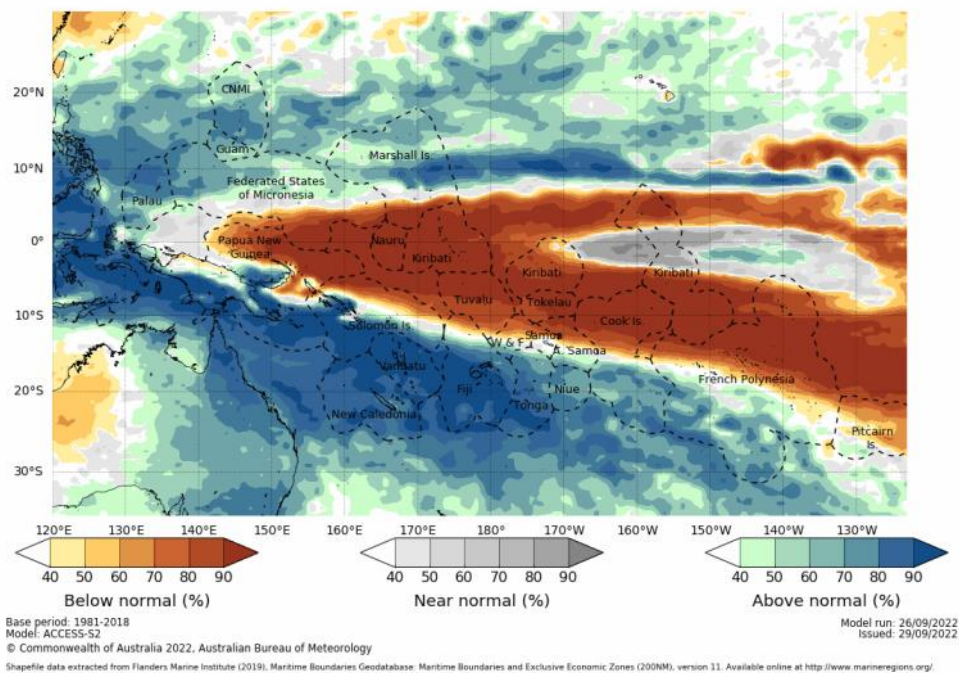 20°N
10°N
0°
10°S
20°S
30°S
CNMI
Guam
Marshall Is.
Federated States
of Micronesia
Palau
Papua New
Guinea
Nauru
Kiribati
Kiribati
Kiribati
Tuvalu
Tokelau
Cook Is.
Solomon Is.
W & F
Samoa
A. Samoa
Vanuatu
Fiji
Niue
French Polynesia
New Caledonia
Tonga
Pitcairn
Is.
120°E 130°E 140°E 150°E 160°E 170°E 180° 170°W 160°W 150°W 140°W 130°W
40 50 60 70 80 90
Below normal (%)
40 50 60 70 80 90
Near normal (%)
40 50 60 70 80 90
Above normal (%)
Base period: 1981-2018
Model: ACCESS-S2
© Commonwealth of Australia 2022, Australian Bureau of Meteorology
Model run: 26/09/2022
Issued: 29/09/2022
Shapefile data extracted from Flanders Marine Institute (2019), Maritime Boundaries Geodatabase: Maritime Boundaries and Exclusive Economic Zones (200NM), version 11. Available online at http://www.marineregions.org/.